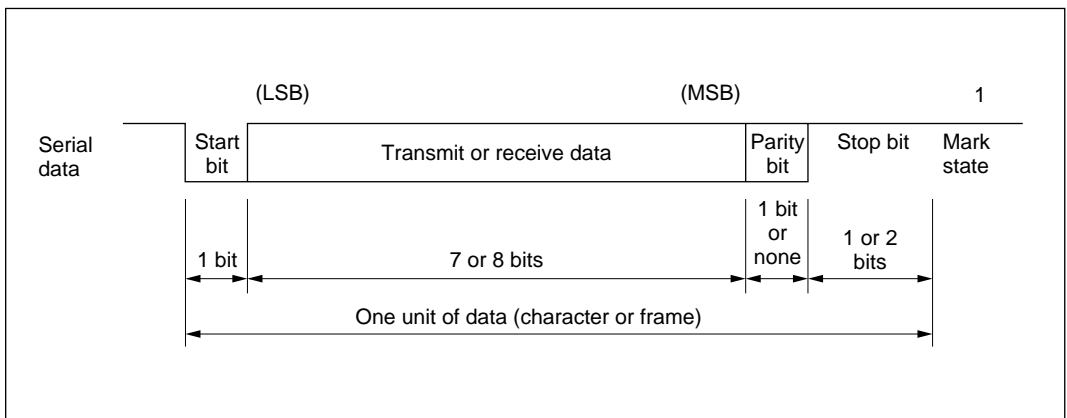 (LSB)
(MSB)
1
Serial
data
Start
bit
Transmit or receive data
Parity
bit
Stop bit
Mark
state
1 bit
7 or 8 bits
1 bit
or
none
1 or 2
bits
One unit of data (character or frame)